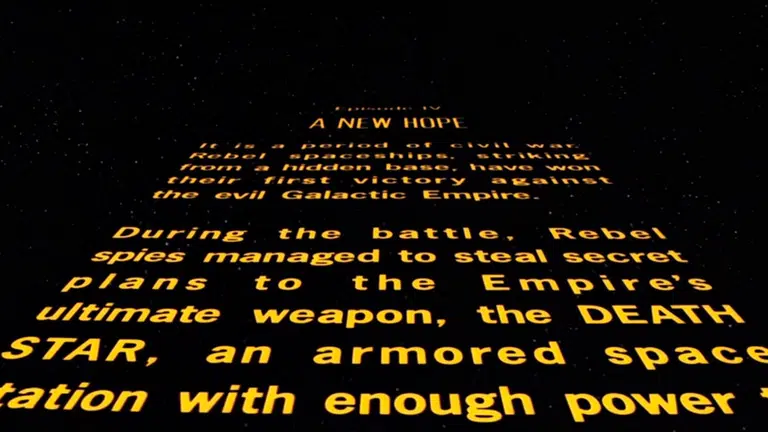 Episode IV
A NEW HOPE
It is a period of civil war.
Rebel spaceships, striking
from a hidden base, have won
their first victory against
the evil Galactic Empire.
During the battle, Rebel
spies managed to steal secret
plans to the Empire's
ultimate weapon, the DEATH
STAR, an armored space
tation with enough power t